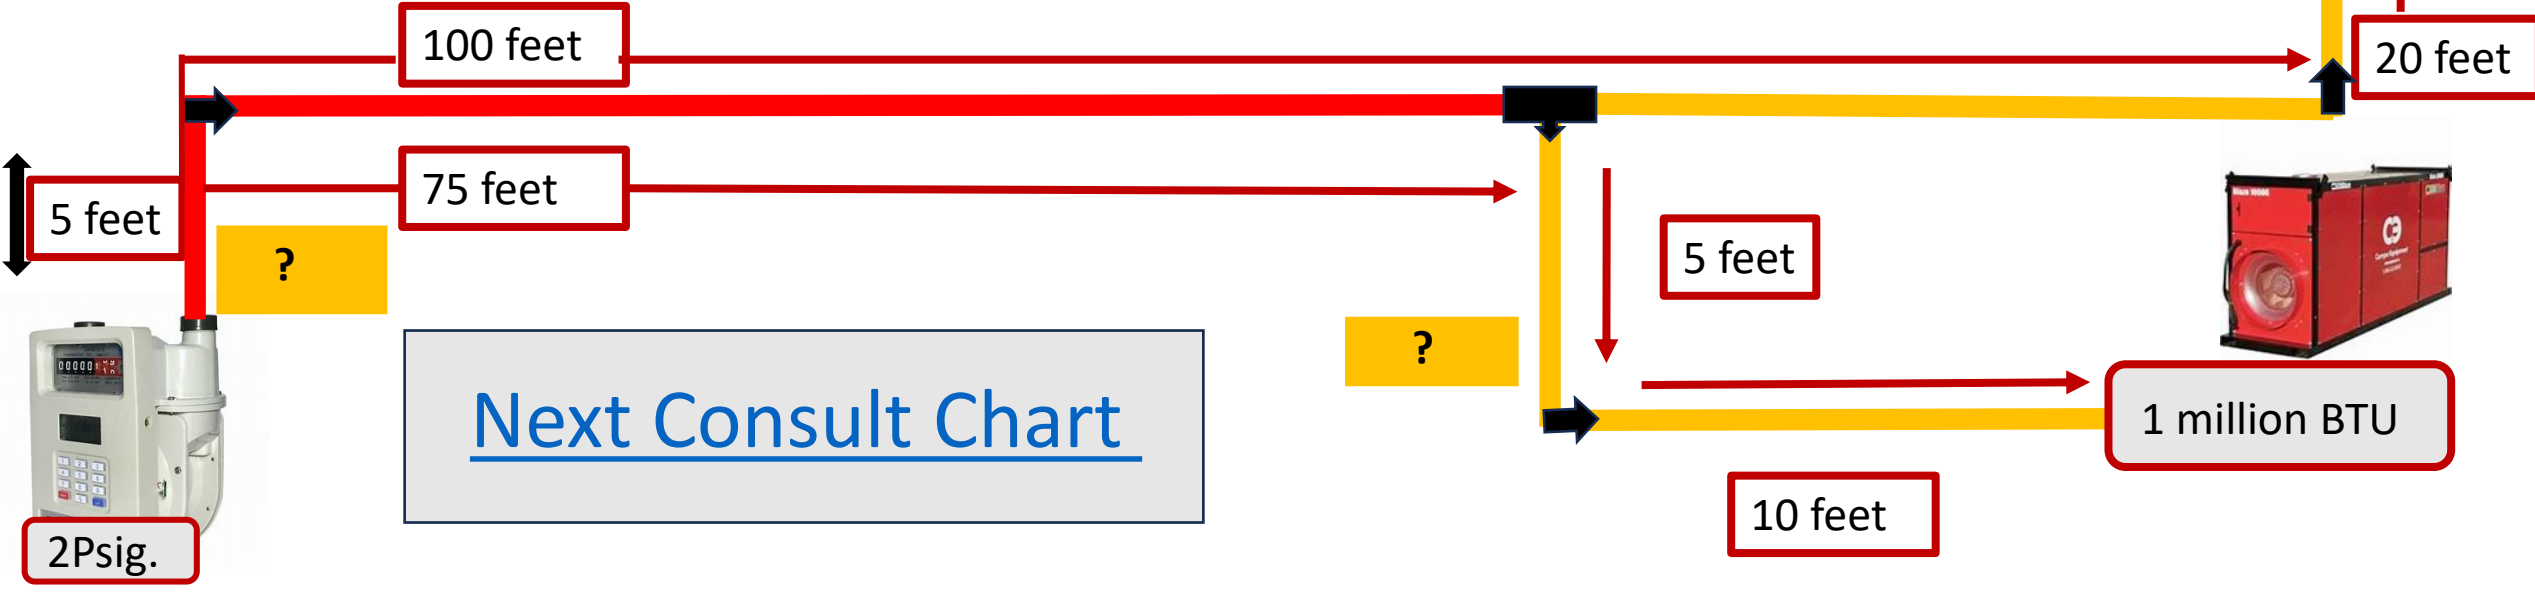 100 feet
20 feet
75 feet
5 feet
?
5 feet
?
Next Consult Chart
1 million BTU
10 feet
2Psig.